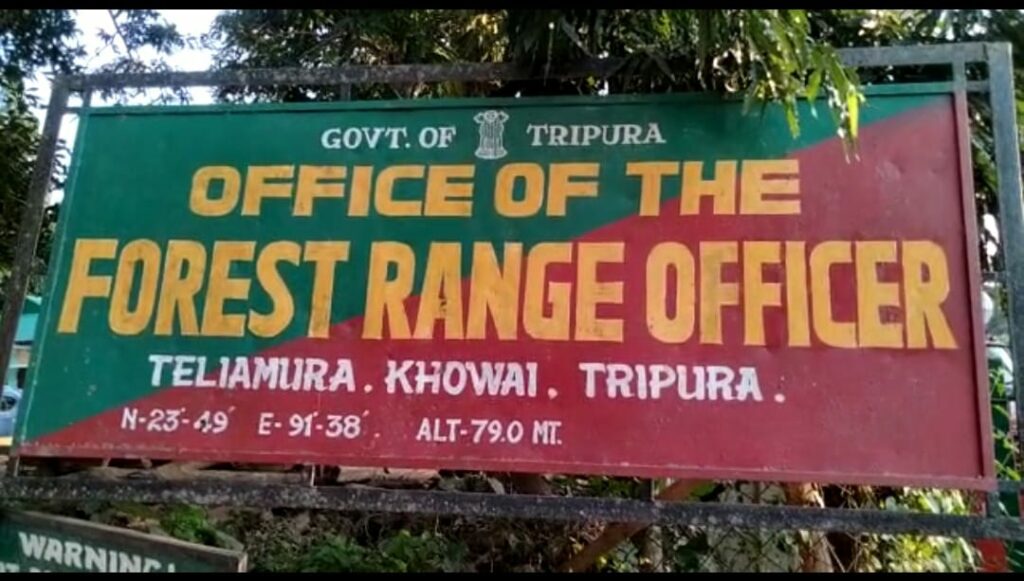 GOVT. OF TRIPURA
OFFICE OF THE
FOREST RANGE OFFICER
TELIAMURA. KHOWAI. TRIPURA.
N-23°-49' E-91°-38'. ALT-79.0 MT.
WARNING